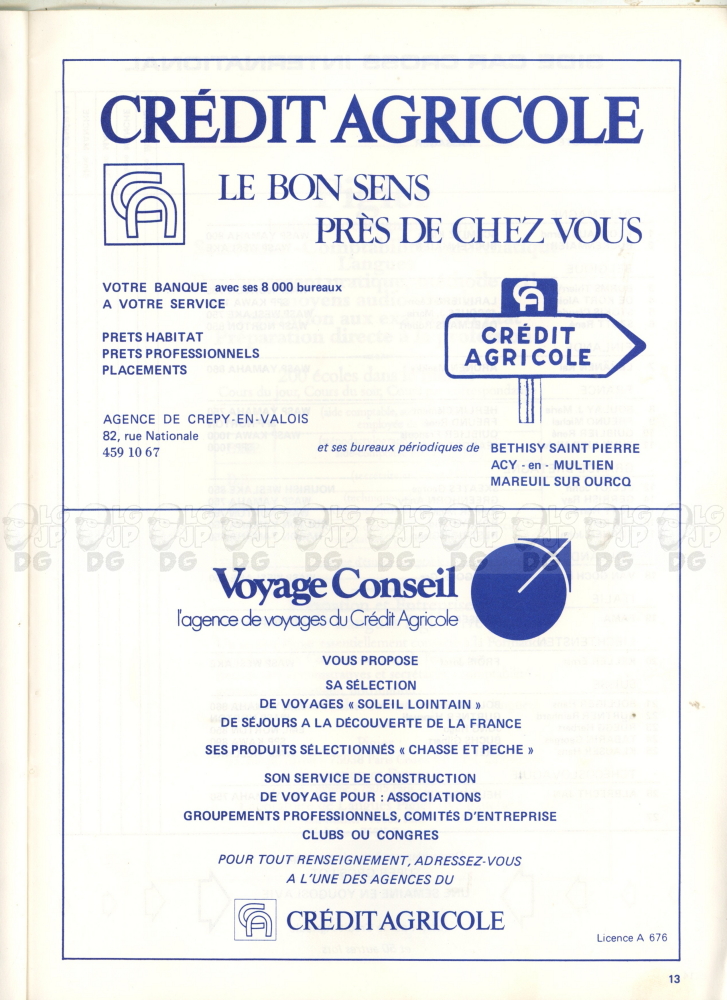 CRÉDIT AGRICOLE
CA
LE BON SENS
PRÈS DE CHEZ VOUS
VOTRE BANQUE avec ses 8 000 bureaux
A VOTRE SERVICE
PRETS HABITAT
PRETS PROFESSIONNELS
PLACEMENTS
CA
CRÉDIT
AGRICOLE
AGENCE DE CREPY-EN-VALOIS
82, rue Nationale
459 10 67
et ses bureaux périodiques de BETHISY SAINT PIERRE
ACY - en - MULTIEN
MAREUIL SUR OURCQ
Voyage Conseil
l'agence de voyages du Crédit Agricole
VOUS PROPOSE
SA SÉLECTION
DE VOYAGES « SOLEIL LOINTAIN »
DE SÉJOURS A LA DÉCOUVERTE DE LA FRANCE
SES PRODUITS SÉLECTIONNÉS « CHASSE ET PECHE »
SON SERVICE DE CONSTRUCTION
DE VOYAGE POUR : ASSOCIATIONS
GROUPEMENTS PROFESSIONNELS, COMITÉS D'ENTREPRISE
CLUBS OU CONGRES
POUR TOUT RENSEIGNEMENT, ADRESSEZ-VOUS
A L'UNE DES AGENCES DU
CA CRÉDIT AGRICOLE
Licence A 676
13